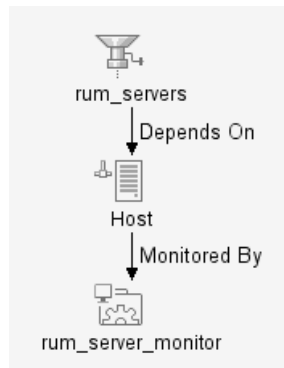 rum_servers
Depends On
Host
Monitored By
rum_server_monitor